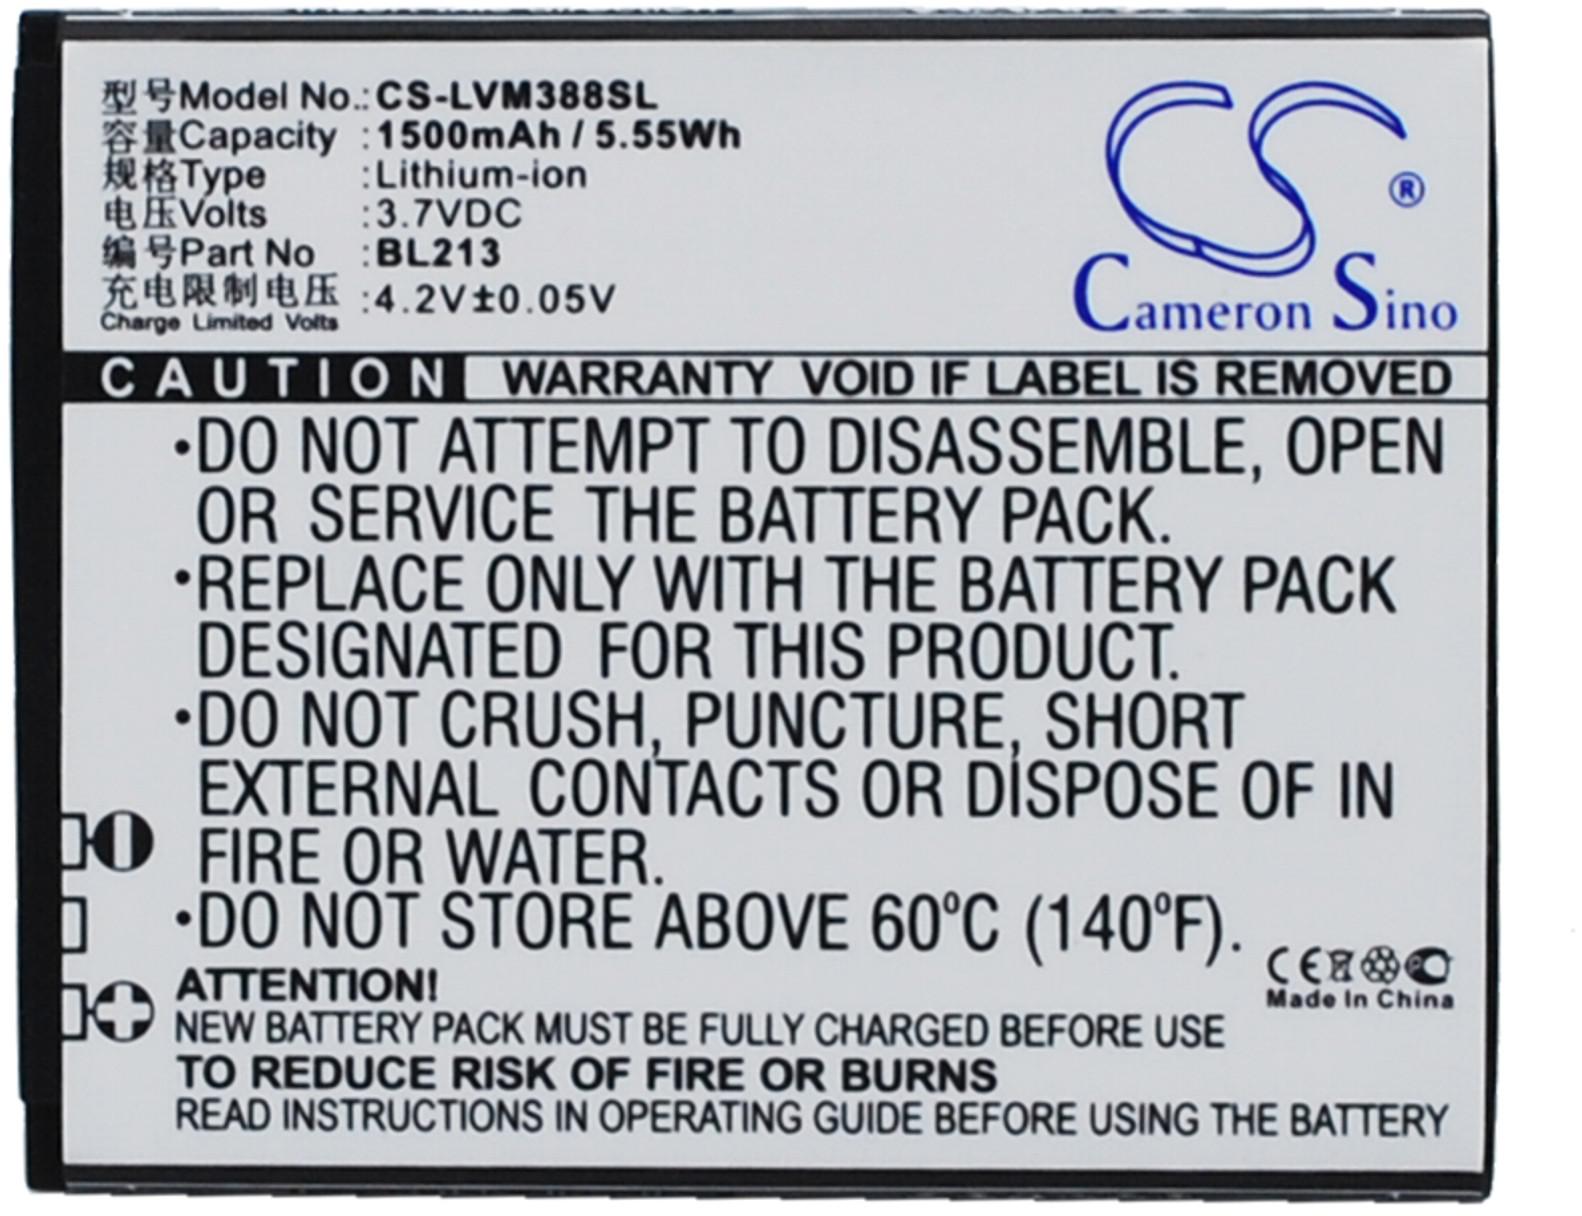 型号Model No.:CS-LVM388SL
容量Capacity :1500mAh / 5.55Wh
规格Type :Lithium-ion
电压Volts :3.7VDC
编号Part No :BL213
充电限制电压 :4.2V±0.05V
Charge Limited Volts
CS ®
Cameron Sino
CAUTION WARRANTY VOID IF LABEL IS REMOVED
•DO NOT ATTEMPT TO DISASSEMBLE, OPEN
OR SERVICE THE BATTERY PACK.
•REPLACE ONLY WITH THE BATTERY PACK
DESIGNATED FOR THIS PRODUCT.
•DO NOT CRUSH, PUNCTURE, SHORT
EXTERNAL CONTACTS OR DISPOSE OF IN
FIRE OR WATER.
•DO NOT STORE ABOVE 60ºC (140ºF).
CE
Made In China
ATTENTION!
NEW BATTERY PACK MUST BE FULLY CHARGED BEFORE USE
TO REDUCE RISK OF FIRE OR BURNS
READ INSTRUCTIONS IN OPERATING GUIDE BEFORE USING THE BATTERY